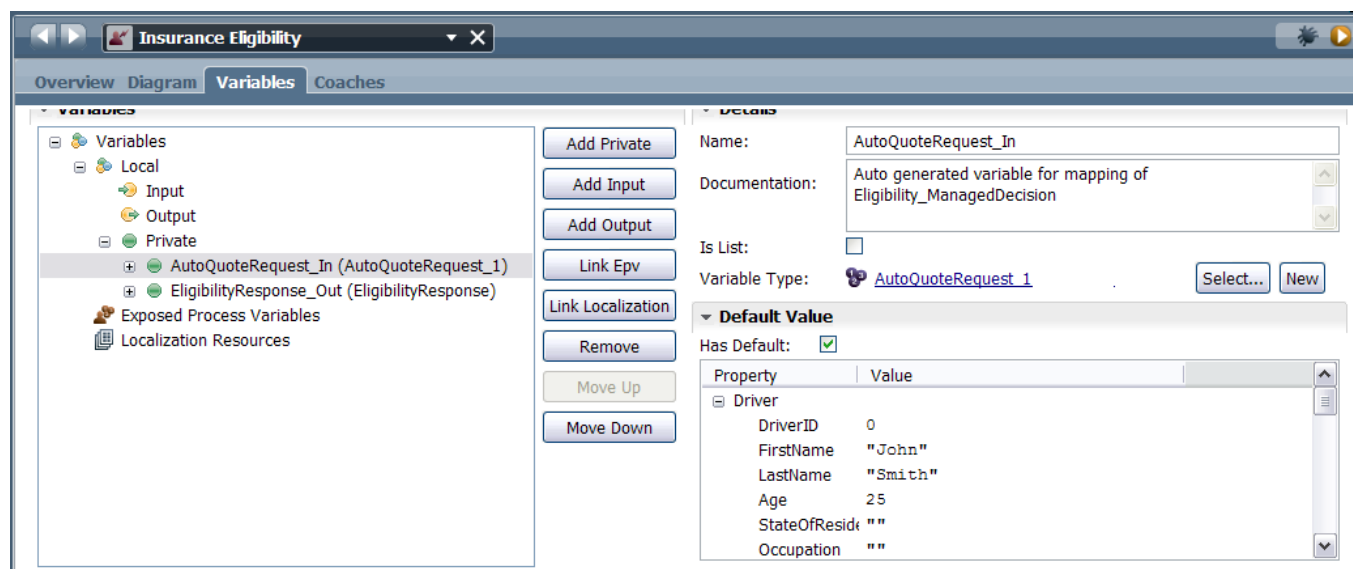 Insurance Eligibility
Overview Diagram Variables Coaches
Variables
Variables
Local
Input
Output
Private
AutoQuoteRequest_In (AutoQuoteRequest_1)
EligibilityResponse_Out (EligibilityResponse)
Exposed Process Variables
Localization Resources
Add Private
Add Input
Add Output
Link Epv
Link Localization
Remove
Move Up
Move Down
Details
Name: AutoQuoteRequest_In
Documentation: Auto generated variable for mapping of
Eligibility_ManagedDecision
Is List:
Variable Type: AutoQuoteRequest_1 Select... New
Default Value
Has Default:
Property Value
Driver
DriverID 0
FirstName "John"
LastName "Smith"
Age 25
StateOfReside ""
Occupation ""